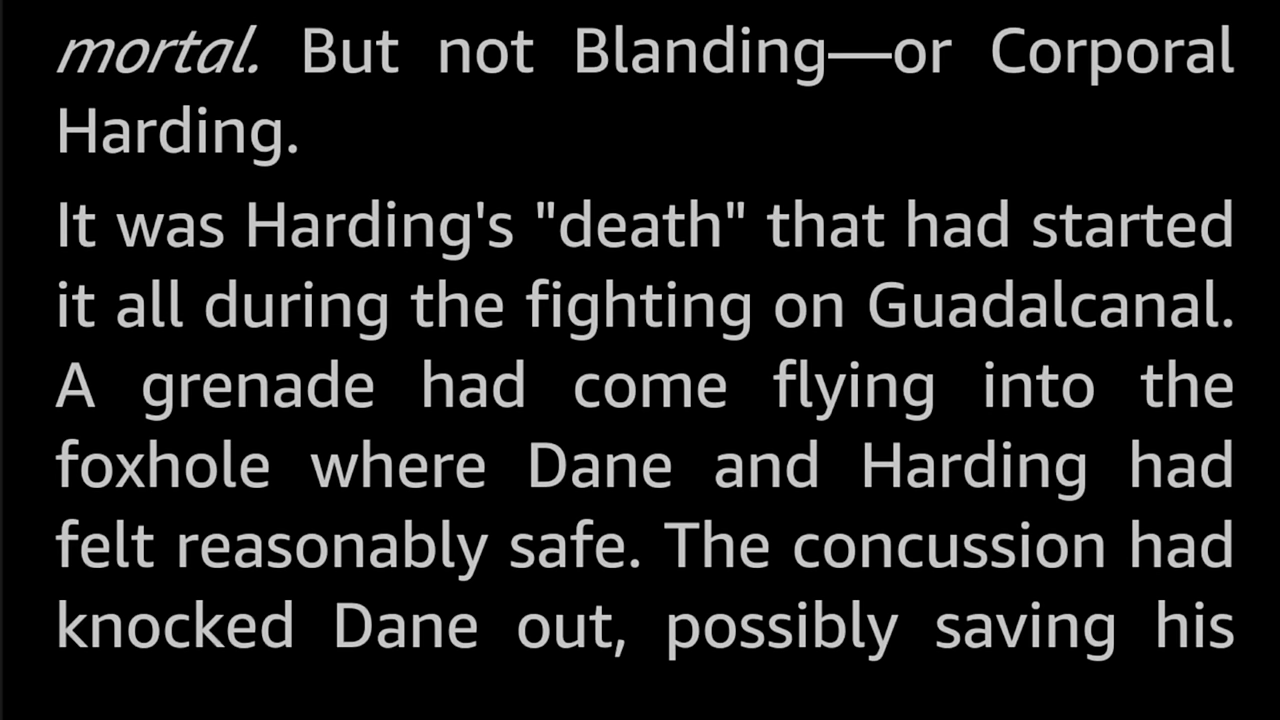 mortal. But not Blanding—or Corporal
Harding.
It was Harding's "death" that had started
it all during the fighting on Guadalcanal.
A grenade had come flying into the
foxhole where Dane and Harding had
felt reasonably safe. The concussion had
knocked Dane out, possibly saving his